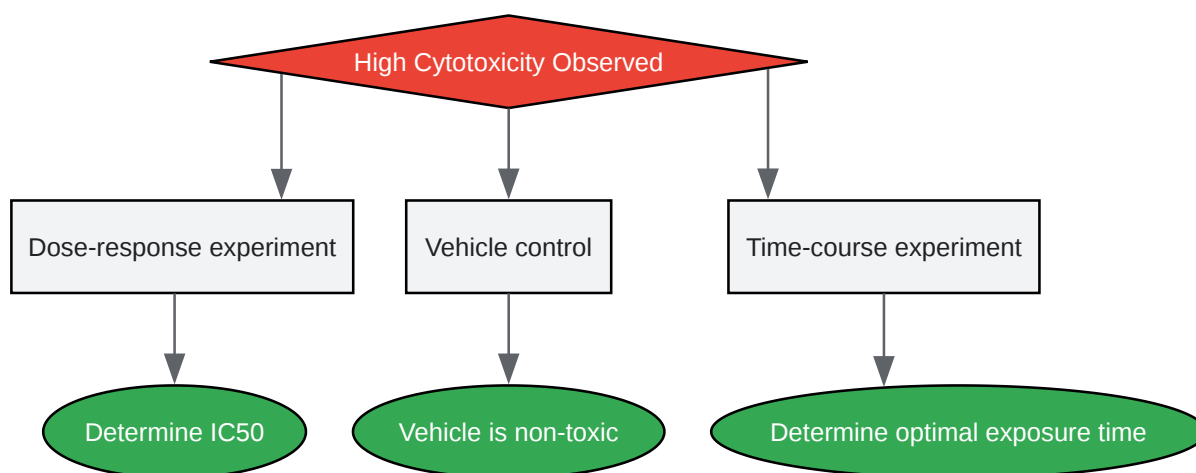 High Cytotoxicity Observed
Dose-response experiment
Vehicle control
Time-course experiment
Determine IC50
Vehicle is non-toxic
Determine optimal exposure time